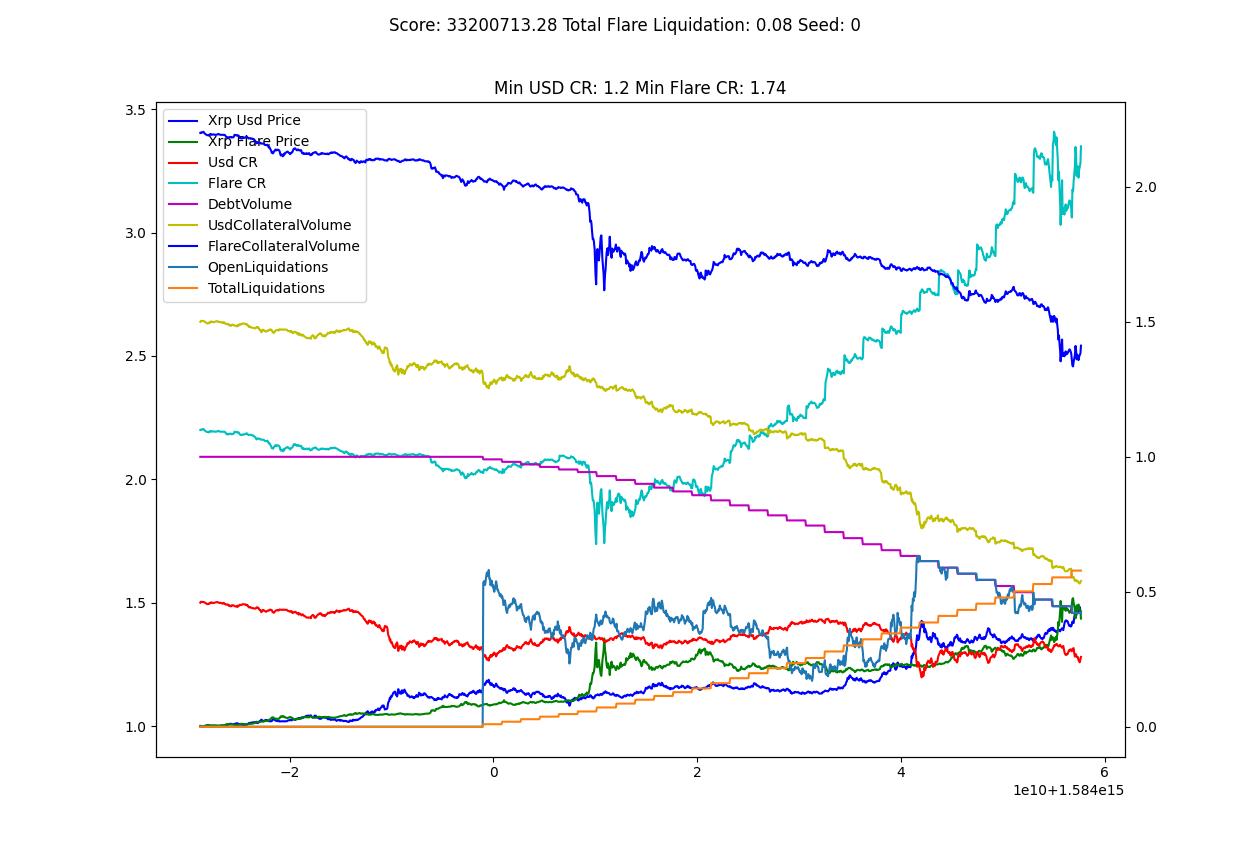 Score: 33200713.28 Total Flare Liquidation: 0.08 Seed: 0
Min USD CR: 1.2 Min Flare CR: 1.74
Xrp Usd Price
Xrp Flare Price
Usd CR
Flare CR
DebtVolume
UsdCollateralVolume
FlareCollateralVolume
OpenLiquidations
TotalLiquidations
3.5
3.0
2.5
2.0
1.5
1.0
2.0
1.5
1.0
0.5
0.0
−2
0
2
4
6
1e10+1.584e15